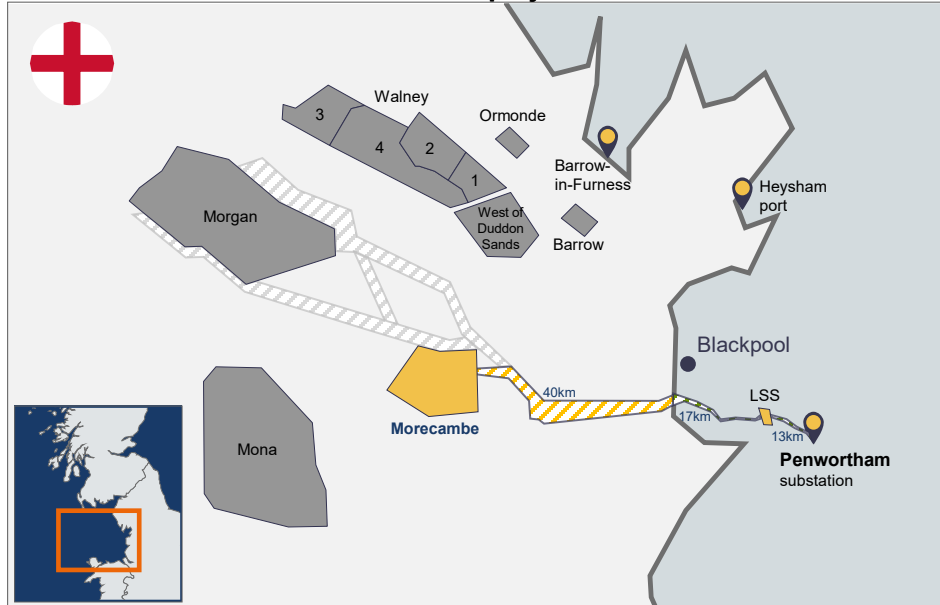 Walney
3
4
2
1
Ormonde
Barrow-
in-Furness
Heysham
port
West of
Duddon
Sands
Barrow
Morgan
Blackpool
40km
LSS
17km
13km
Morecambe
Mona
Penwortham
substation